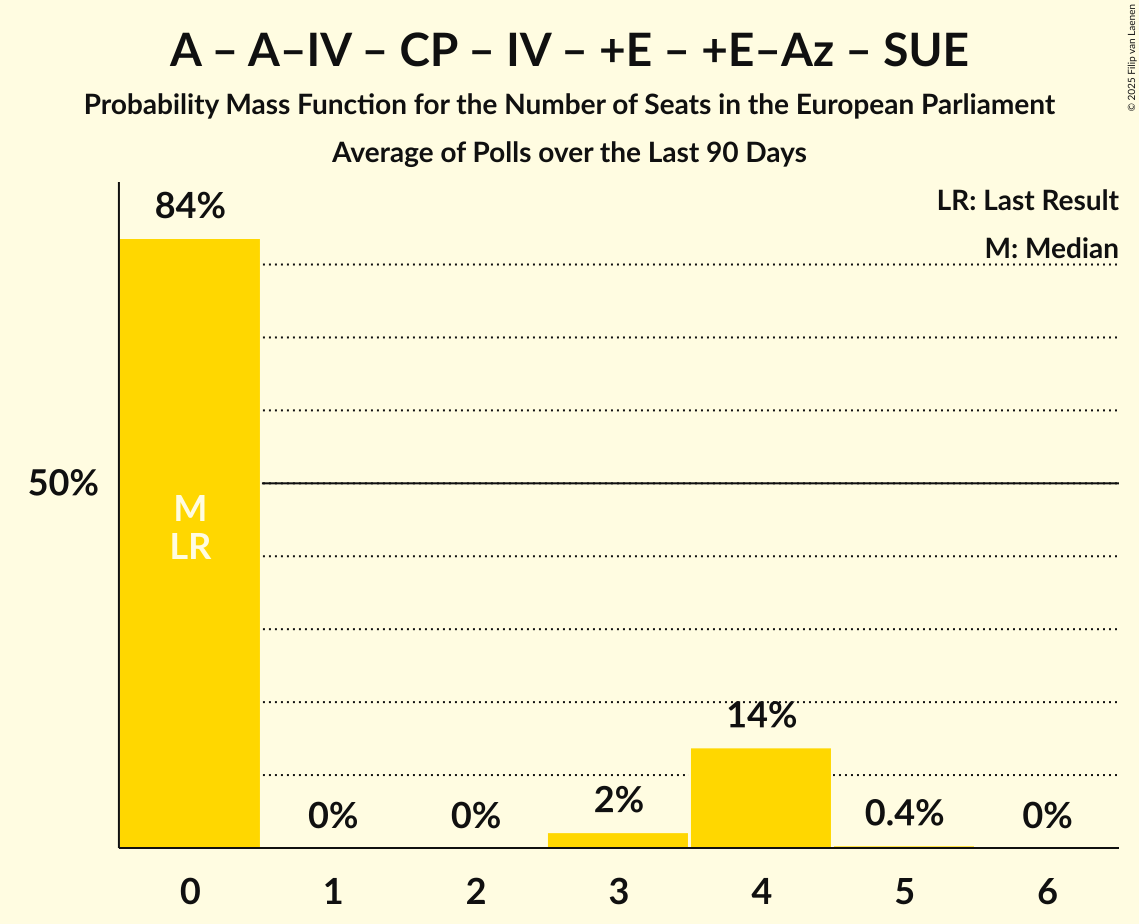 A – A–IV – CP – IV – +E – +E–Az – SUE
Probability Mass Function for the Number of Seats in the European Parliament
Average of Polls over the Last 90 Days
© 2025 Filip van Laenen
LR: Last Result
M: Median
84%
50%
M
LR
0%
0%
2%
14%
0.4%
0%
0
1
2
3
4
5
6